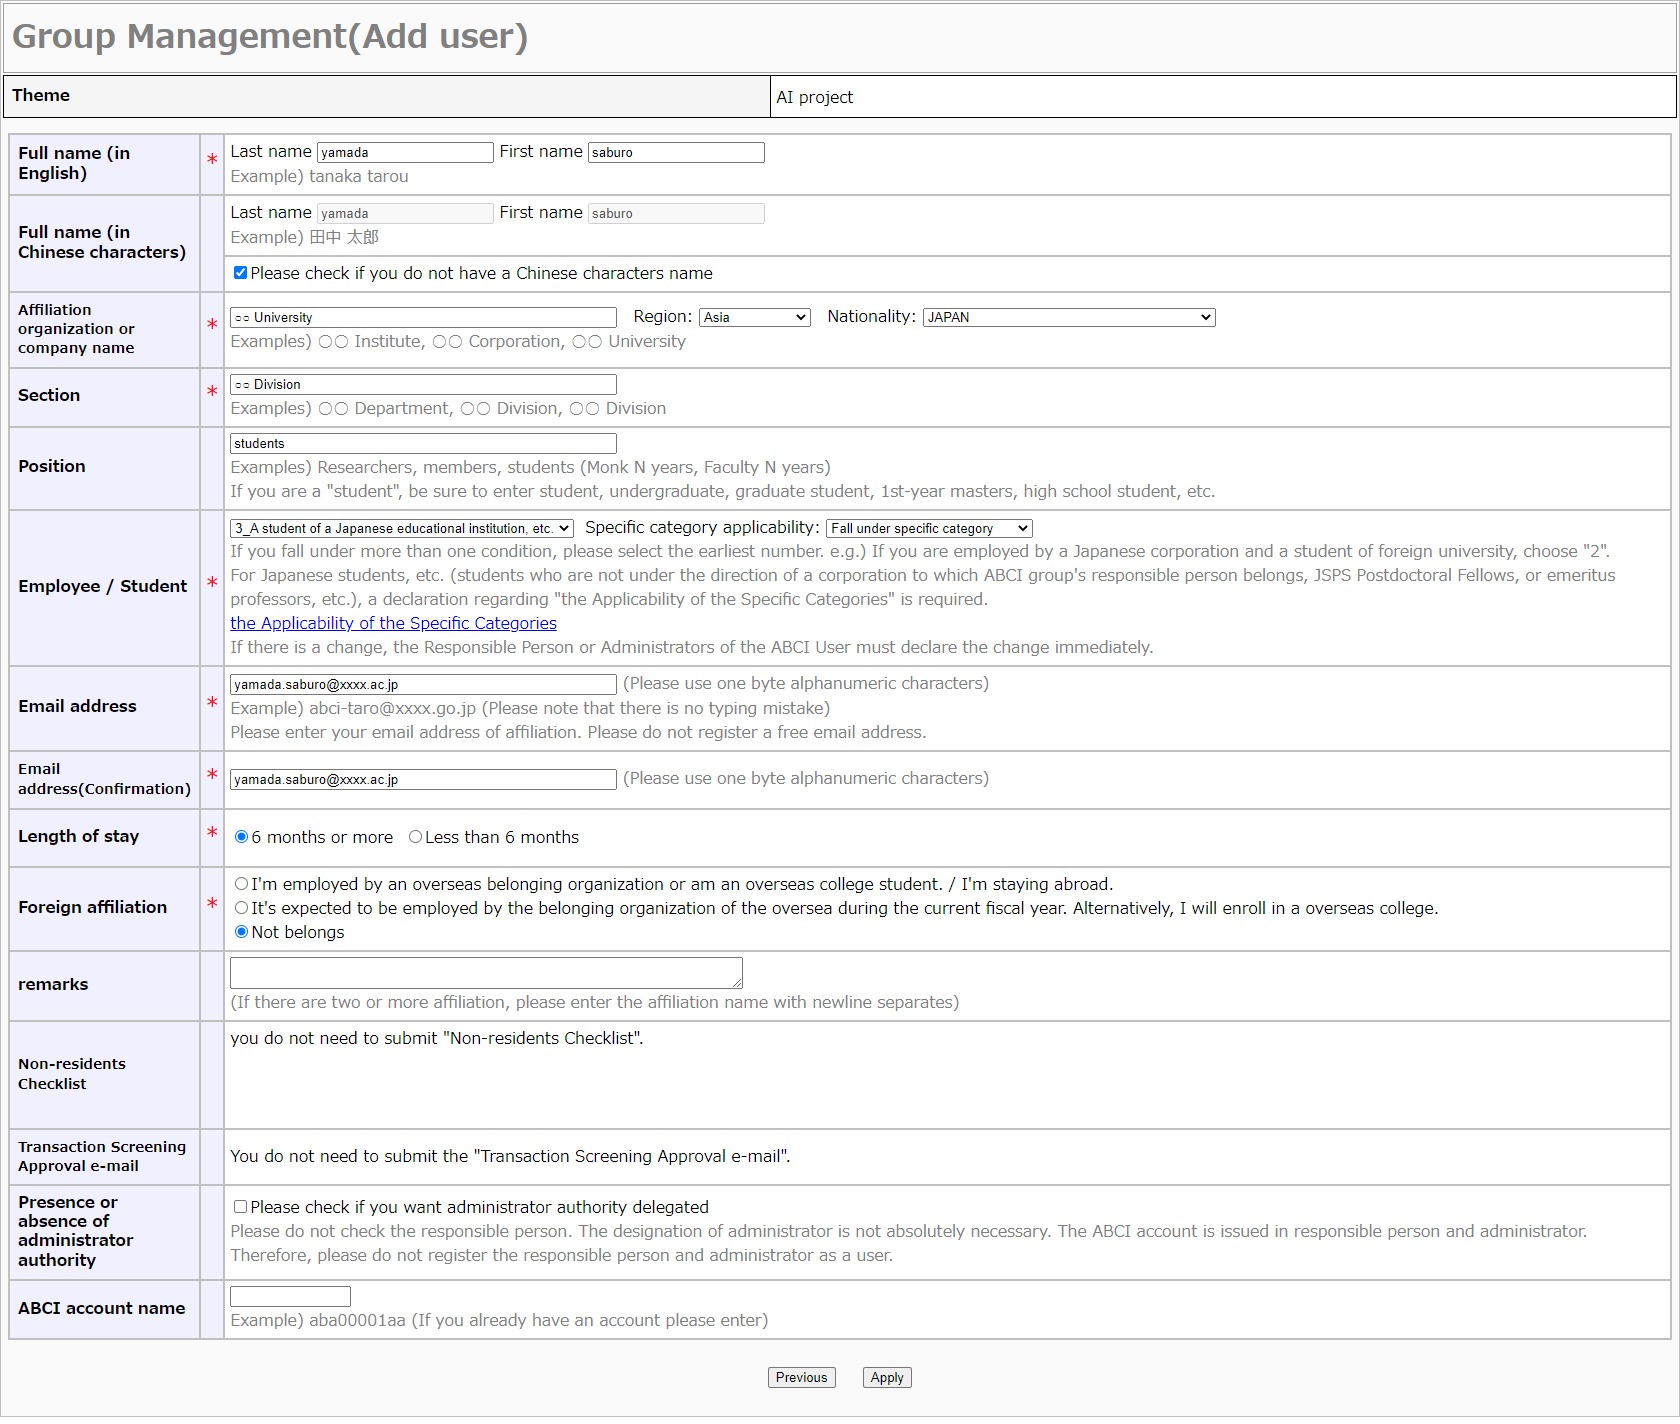 Group Management(Add user)
Theme
AI project
Full name (in
English)
*
Last name yamada First name saburo
Example) tanaka tarou
Full name (in
Chinese characters)
Last name yamada First name saburo
Example) 田中 太郎
Please check if you do not have a Chinese characters name
Affiliation
organization or
company name
*
○○ University Region: Asia Nationality: JAPAN
Examples) 〇〇 Institute, 〇〇 Corporation, 〇〇 University
Section
*
○○ Division
Examples) 〇〇 Department, 〇〇 Division, 〇〇 Division
Position
students
Examples) Researchers, members, students (Monk N years, Faculty N years)
If you are a "student", be sure to enter student, undergraduate, graduate student, 1st-year masters, high school student, etc.
Employee / Student
*
3_A student of a Japanese educational institution, etc. Specific category applicability: Fall under specific category
If you fall under more than one condition, please select the earliest number. e.g.) If you are employed by a Japanese corporation and a student of foreign university, choose "2".
For Japanese students, etc. (students who are not under the direction of a corporation to which ABCI group's responsible person belongs, JSPS Postdoctoral Fellows, or emeritus
professors, etc.), a declaration regarding "the Applicability of the Specific Categories" is required.
the Applicability of the Specific Categories
If there is a change, the Responsible Person or Administrators of the ABCI User must declare the change immediately.
Email address
*
yamada.saburo@xxxx.ac.jp (Please use one byte alphanumeric characters)
Example) abci-taro@xxxx.go.jp (Please note that there is no typing mistake)
Please enter your email address of affiliation. Please do not register a free email address.
Email
address(Confirmation)
*
yamada.saburo@xxxx.ac.jp (Please use one byte alphanumeric characters)
Length of stay
*
6 months or more Less than 6 months
Foreign affiliation
*
I'm employed by an overseas belonging organization or am an overseas college student. / I'm staying abroad.
It's expected to be employed by the belonging organization of the oversea during the current fiscal year. Alternatively, I will enroll in a overseas college.
Not belongs
remarks
(If there are two or more affiliation, please enter the affiliation name with newline separates)
Non-residents
Checklist
you do not need to submit "Non-residents Checklist".
Transaction Screening
Approval e-mail
You do not need to submit the "Transaction Screening Approval e-mail".
Presence or
absence of
administrator
authority
Please check if you want administrator authority delegated
Please do not check the responsible person. The designation of administrator is not absolutely necessary. The ABCI account is issued in responsible person and administrator.
Therefore, please do not register the responsible person and administrator as a user.
ABCI account name
Example) aba00001aa (If you already have an account please enter)
Previous Apply